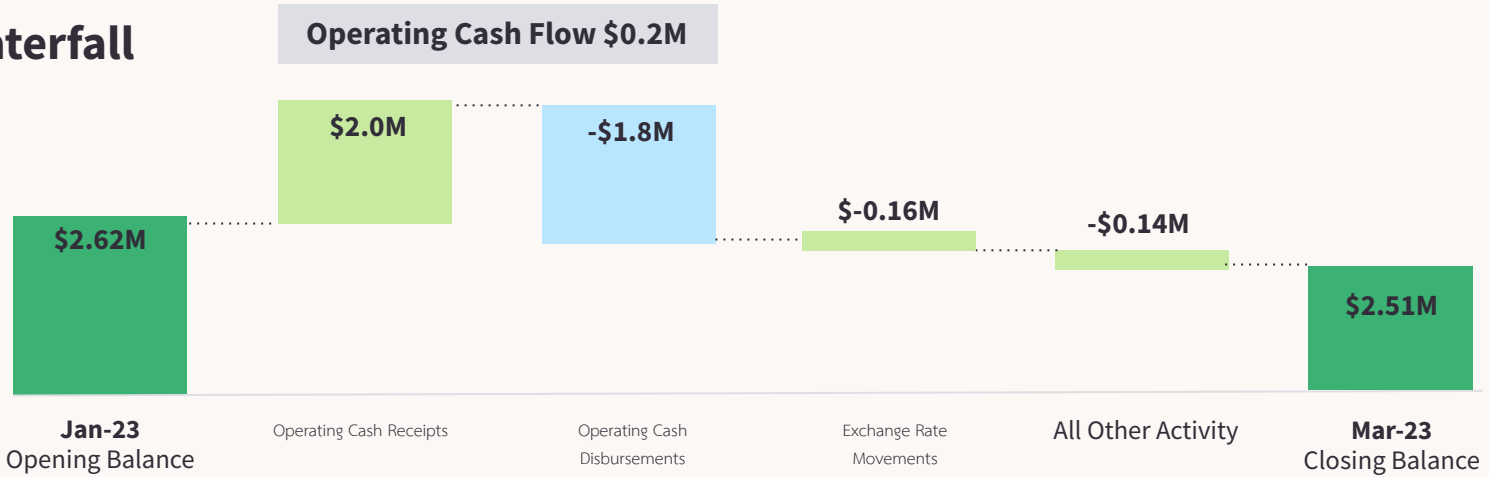 Operating Cash Flow $0.2M
$2.62M
$2.0M
-$1.8M
$-0.16M
-$0.14M
$2.51M
Jan-23
Opening Balance
Operating Cash Receipts
Operating Cash
Disbursements
Exchange Rate
Movements
All Other Activity
Mar-23
Closing Balance